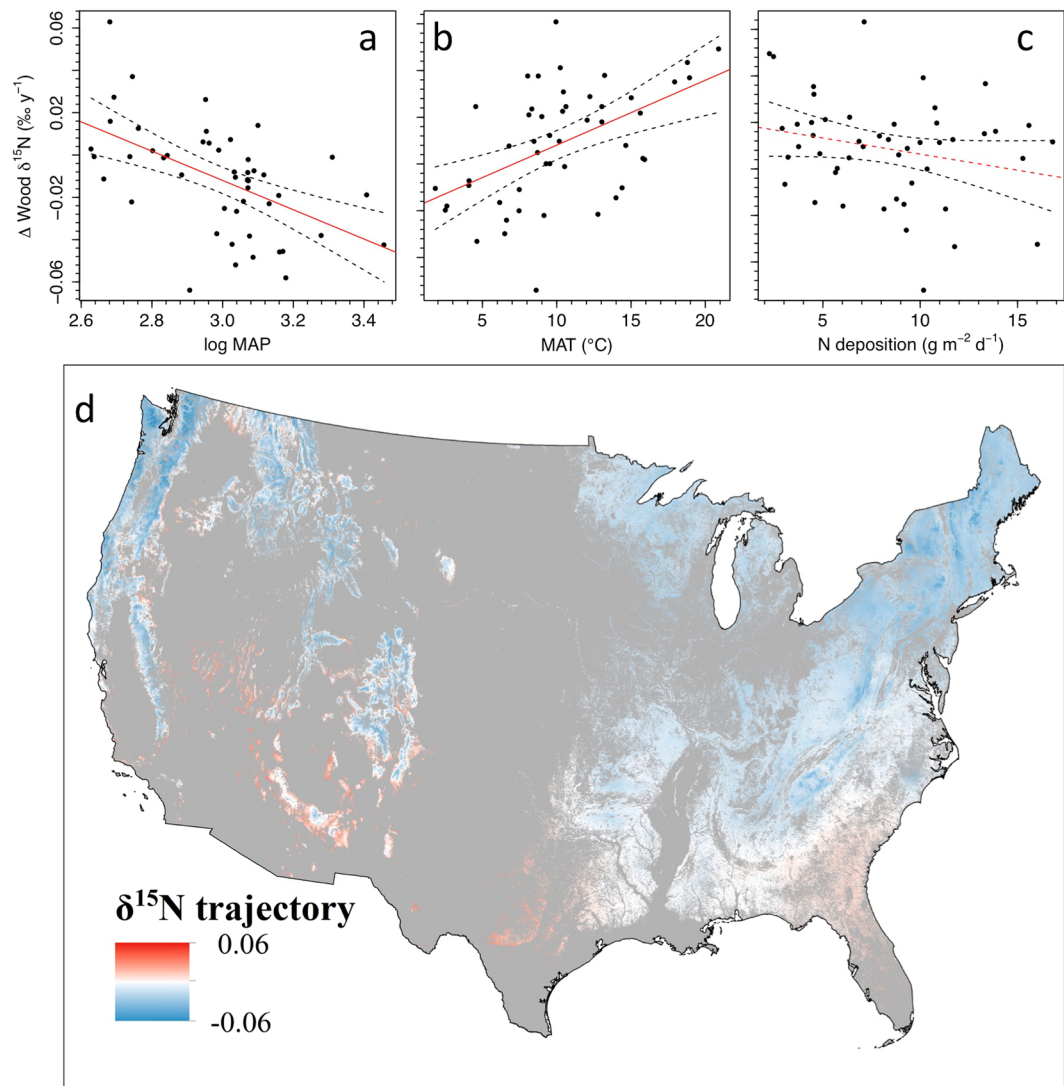 a
b
c
0.06
0.02
−0.02
−0.06
Δ Wood δ¹⁵N (‰ y⁻¹)
2.6 2.8 3.0 3.2 3.4
log MAP
5 10 15 20
MAT (°C)
5 10 15
N deposition (g m⁻² d⁻¹)
d
δ¹⁵N trajectory
0.06
-0.06